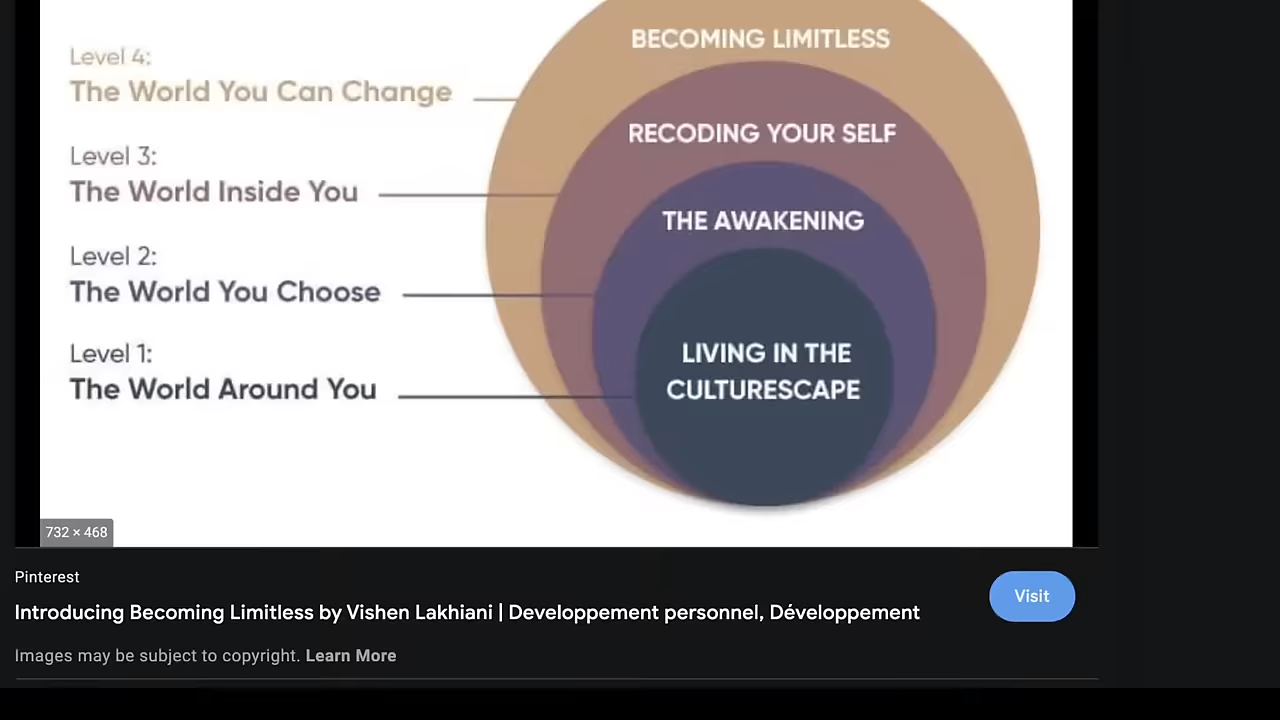 Level 4:
The World You Can Change
Level 3:
The World Inside You
Level 2:
The World You Choose
Level 1:
The World Around You
BECOMING LIMITLESS
RECODING YOUR SELF
THE AWAKENING
LIVING IN THE
CULTURESCAPE
732 × 468
Pinterest
Introducing Becoming Limitless by Vishen Lakhiani | Developpement personnel, Développement
Visit
Images may be subject to copyright. Learn More